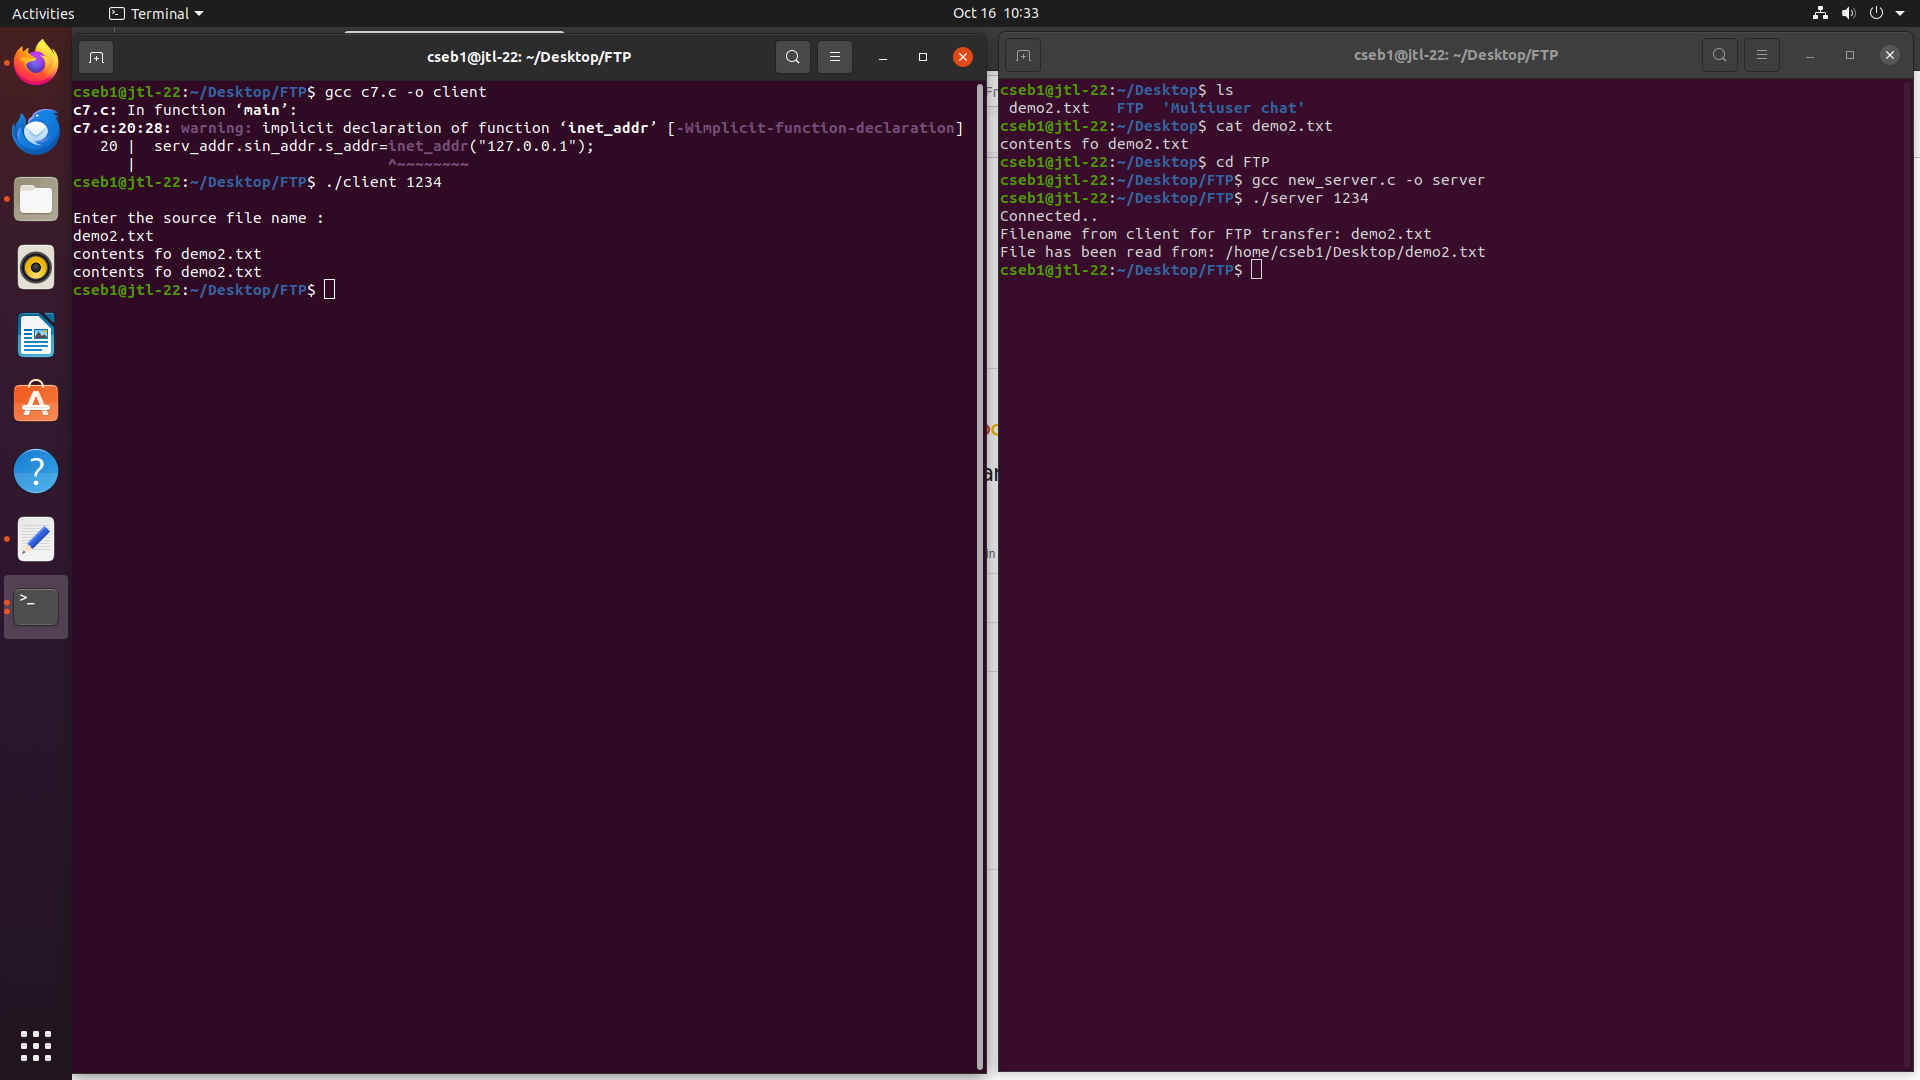 Activities
Terminal
Oct 16 10:33
cseb1@jtl-22: ~/Desktop/FTP
cseb1@jtl-22:~/Desktop/FTP$ gcc c7.c -o client
c7.c: In function ‘main’:
c7.c:20:28: warning: implicit declaration of function ‘inet_addr’ [-Wimplicit-function-declaration]
20 | serv_addr.sin_addr.s_addr=inet_addr("127.0.0.1");
| ^~~~~~~~~
cseb1@jtl-22:~/Desktop/FTP$ ./client 1234
Enter the source file name :
demo2.txt
contents fo demo2.txt
contents fo demo2.txt
cseb1@jtl-22:~/Desktop/FTP$
cseb1@jtl-22: ~/Desktop/FTP
cseb1@jtl-22:~/Desktop$ ls
demo2.txt FTP 'Multiuser chat'
cseb1@jtl-22:~/Desktop$ cat demo2.txt
contents fo demo2.txt
cseb1@jtl-22:~/Desktop$ cd FTP
cseb1@jtl-22:~/Desktop/FTP$ gcc new_server.c -o server
cseb1@jtl-22:~/Desktop/FTP$ ./server 1234
Connected..
Filename from client for FTP transfer: demo2.txt
File has been read from: /home/cseb1/Desktop/demo2.txt
cseb1@jtl-22:~/Desktop/FTP$